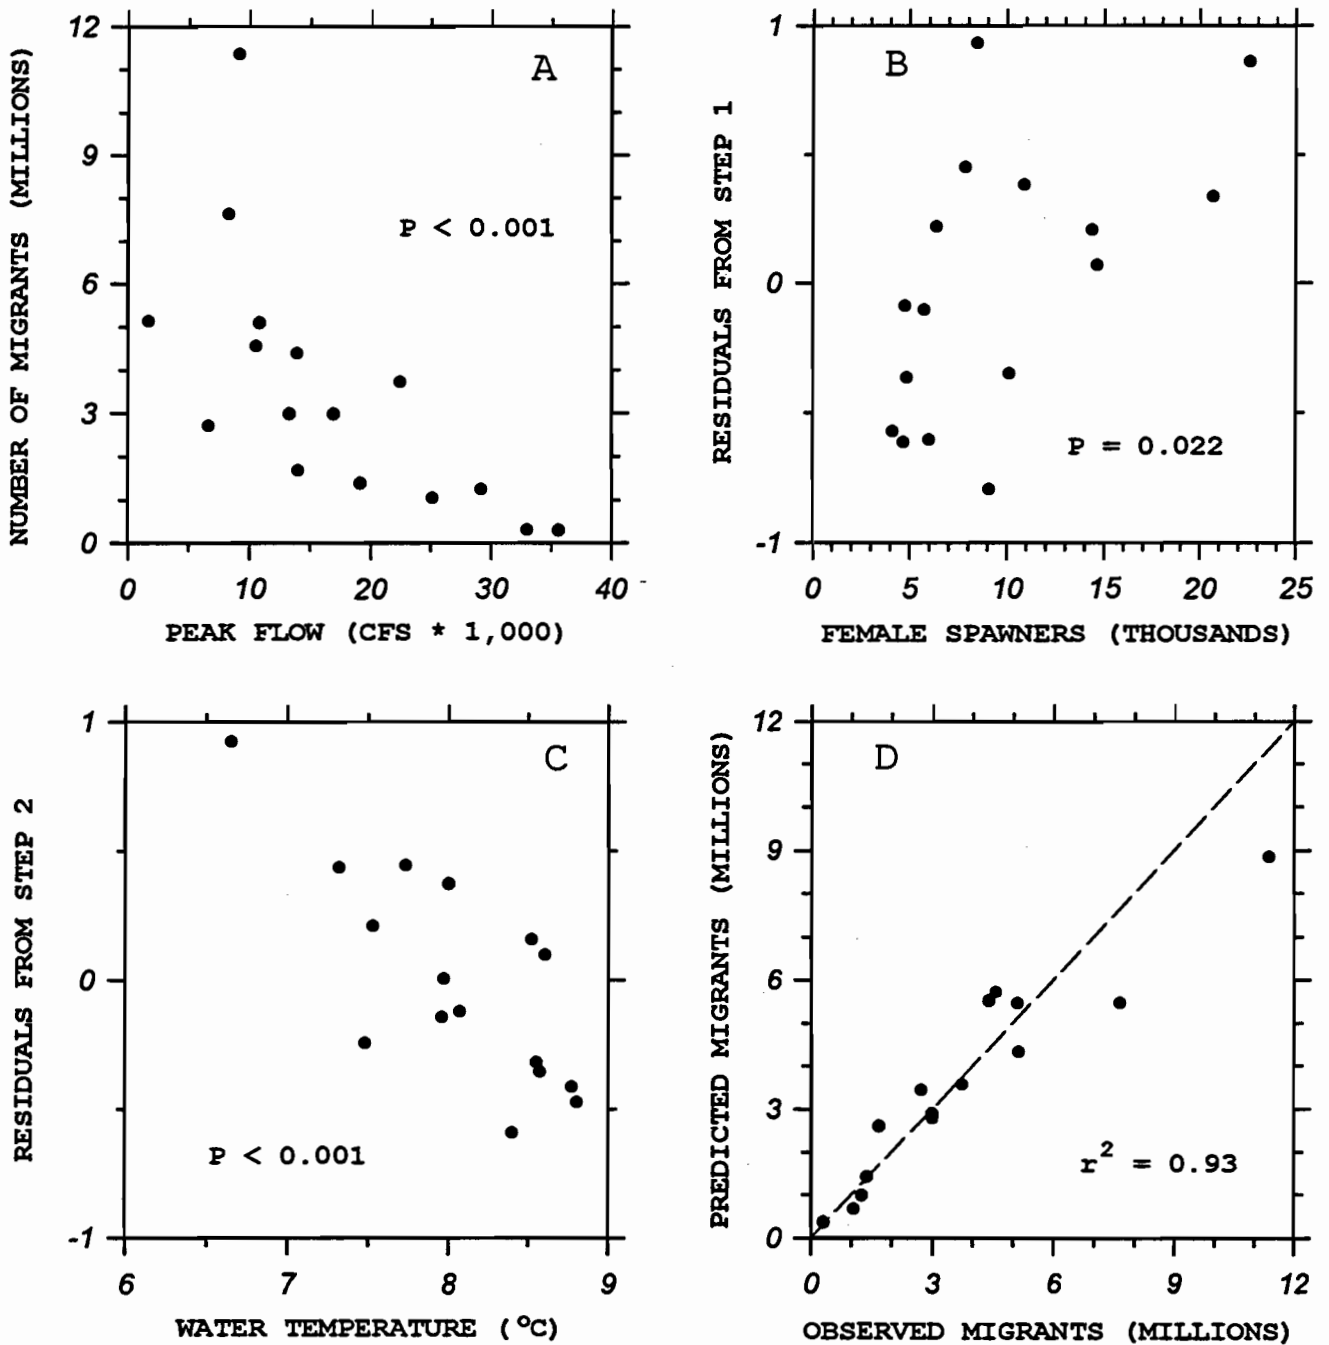 NUMBER OF MIGRANTS (MILLIONS)
12
9
6
3
0
A
P < 0.001
0 10 20 30 40
PEAK FLOW (CFS * 1,000)
RESIDUALS FROM STEP 1
1
0
-1
B
P = 0.022
0 5 10 15 20 25
FEMALE SPAWNERS (THOUSANDS)
RESIDUALS FROM STEP 2
1
0
-1
C
P < 0.001
6 7 8 9
WATER TEMPERATURE (°C)
PREDICTED MIGRANTS (MILLIONS)
12
9
6
3
0
D
r² = 0.93
0 3 6 9 12
OBSERVED MIGRANTS (MILLIONS)